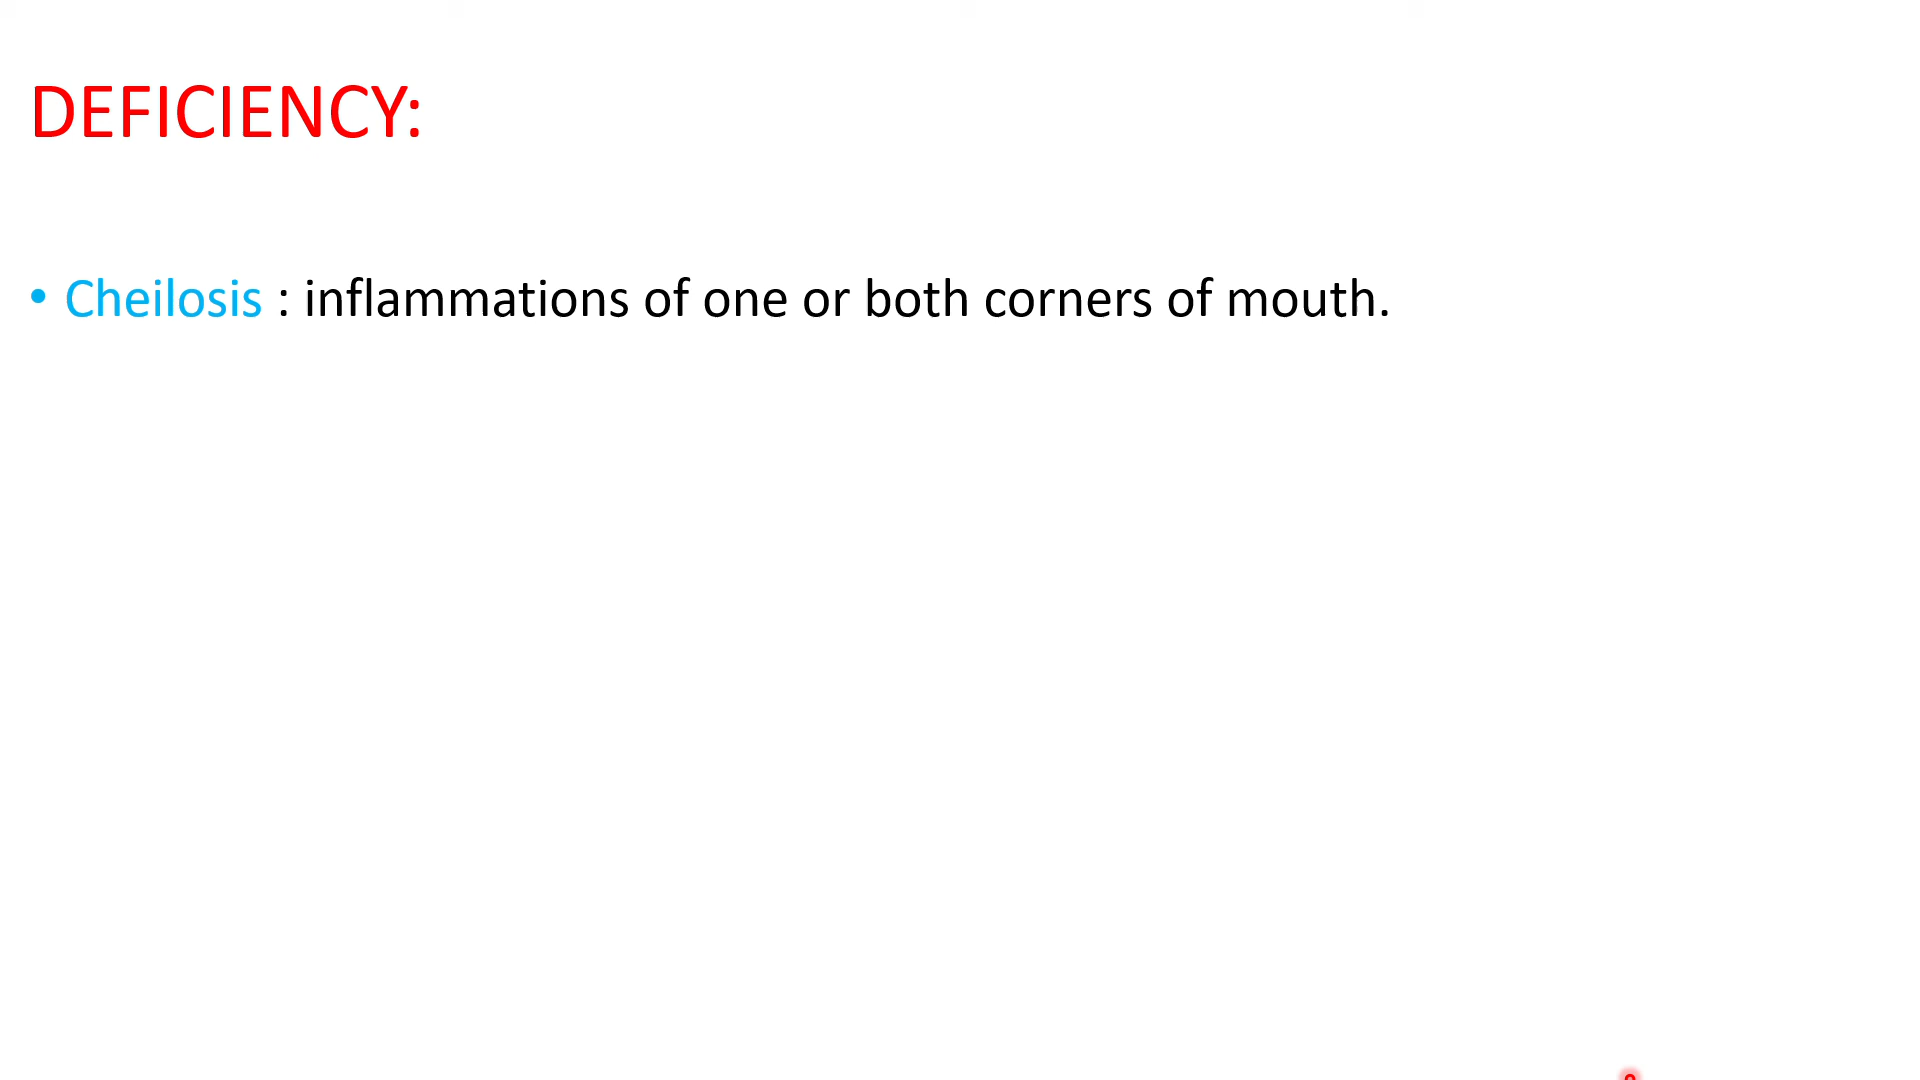 DEFICIENCY:
• Cheilosis : inflammations of one or both corners of mouth.